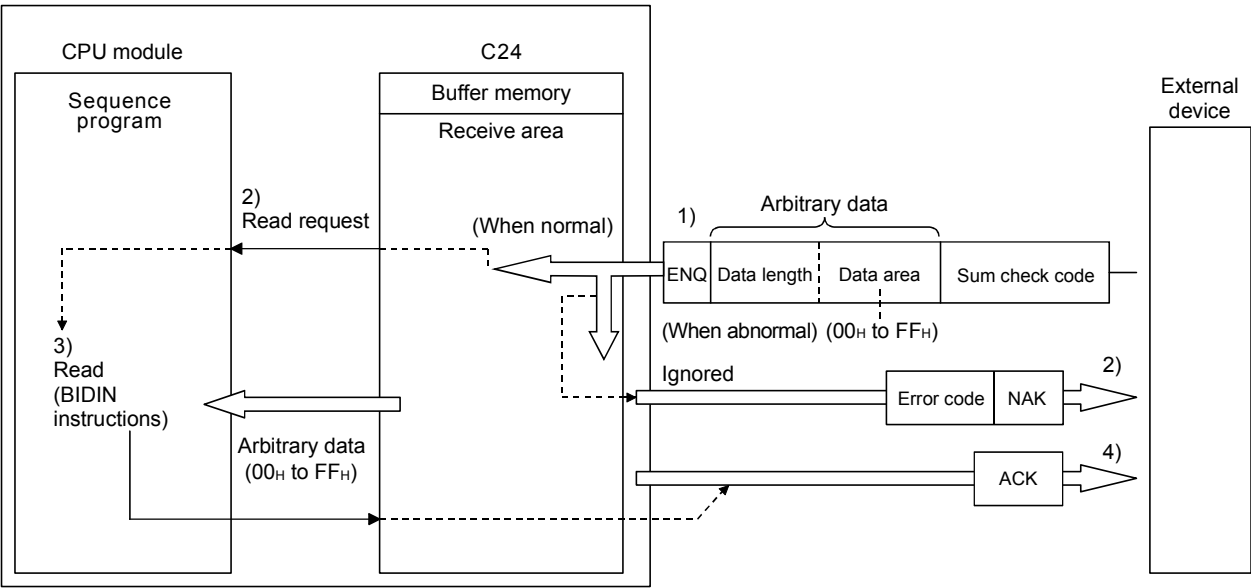 CPU module
C24
Sequence
program
Buffer memory
Receive area
External
device
2)
Read request
(When normal)
1)
Arbitrary data
ENQ
Data length
Data area
Sum check code
(When abnormal)
(00H to FFH)
3)
Read
(BIDIN
instructions)
Ignored
Error code
NAK
2)
Arbitrary data
(00H to FFH)
ACK
4)